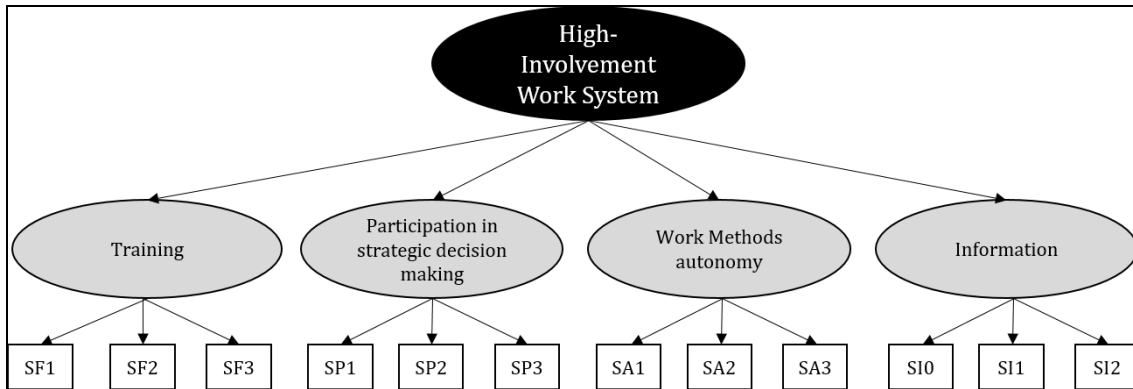 High-
Involvement
Work System
Training
Participation in
strategic decision
making
Work Methods
autonomy
Information
SF1
SF2
SF3
SP1
SP2
SP3
SA1
SA2
SA3
SI0
SI1
SI2